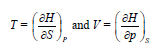 T = (∂H/∂S)_P and V = (∂H/∂p)_S